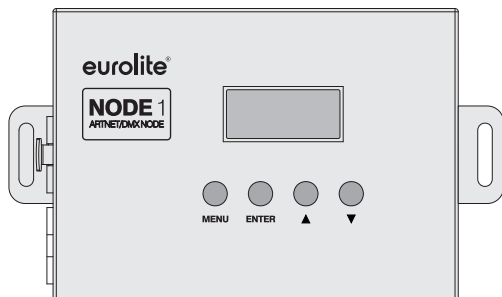 eurolite®
NODE 1
ARTNET/DMX NODE
MENU ENTER ▲ ▼